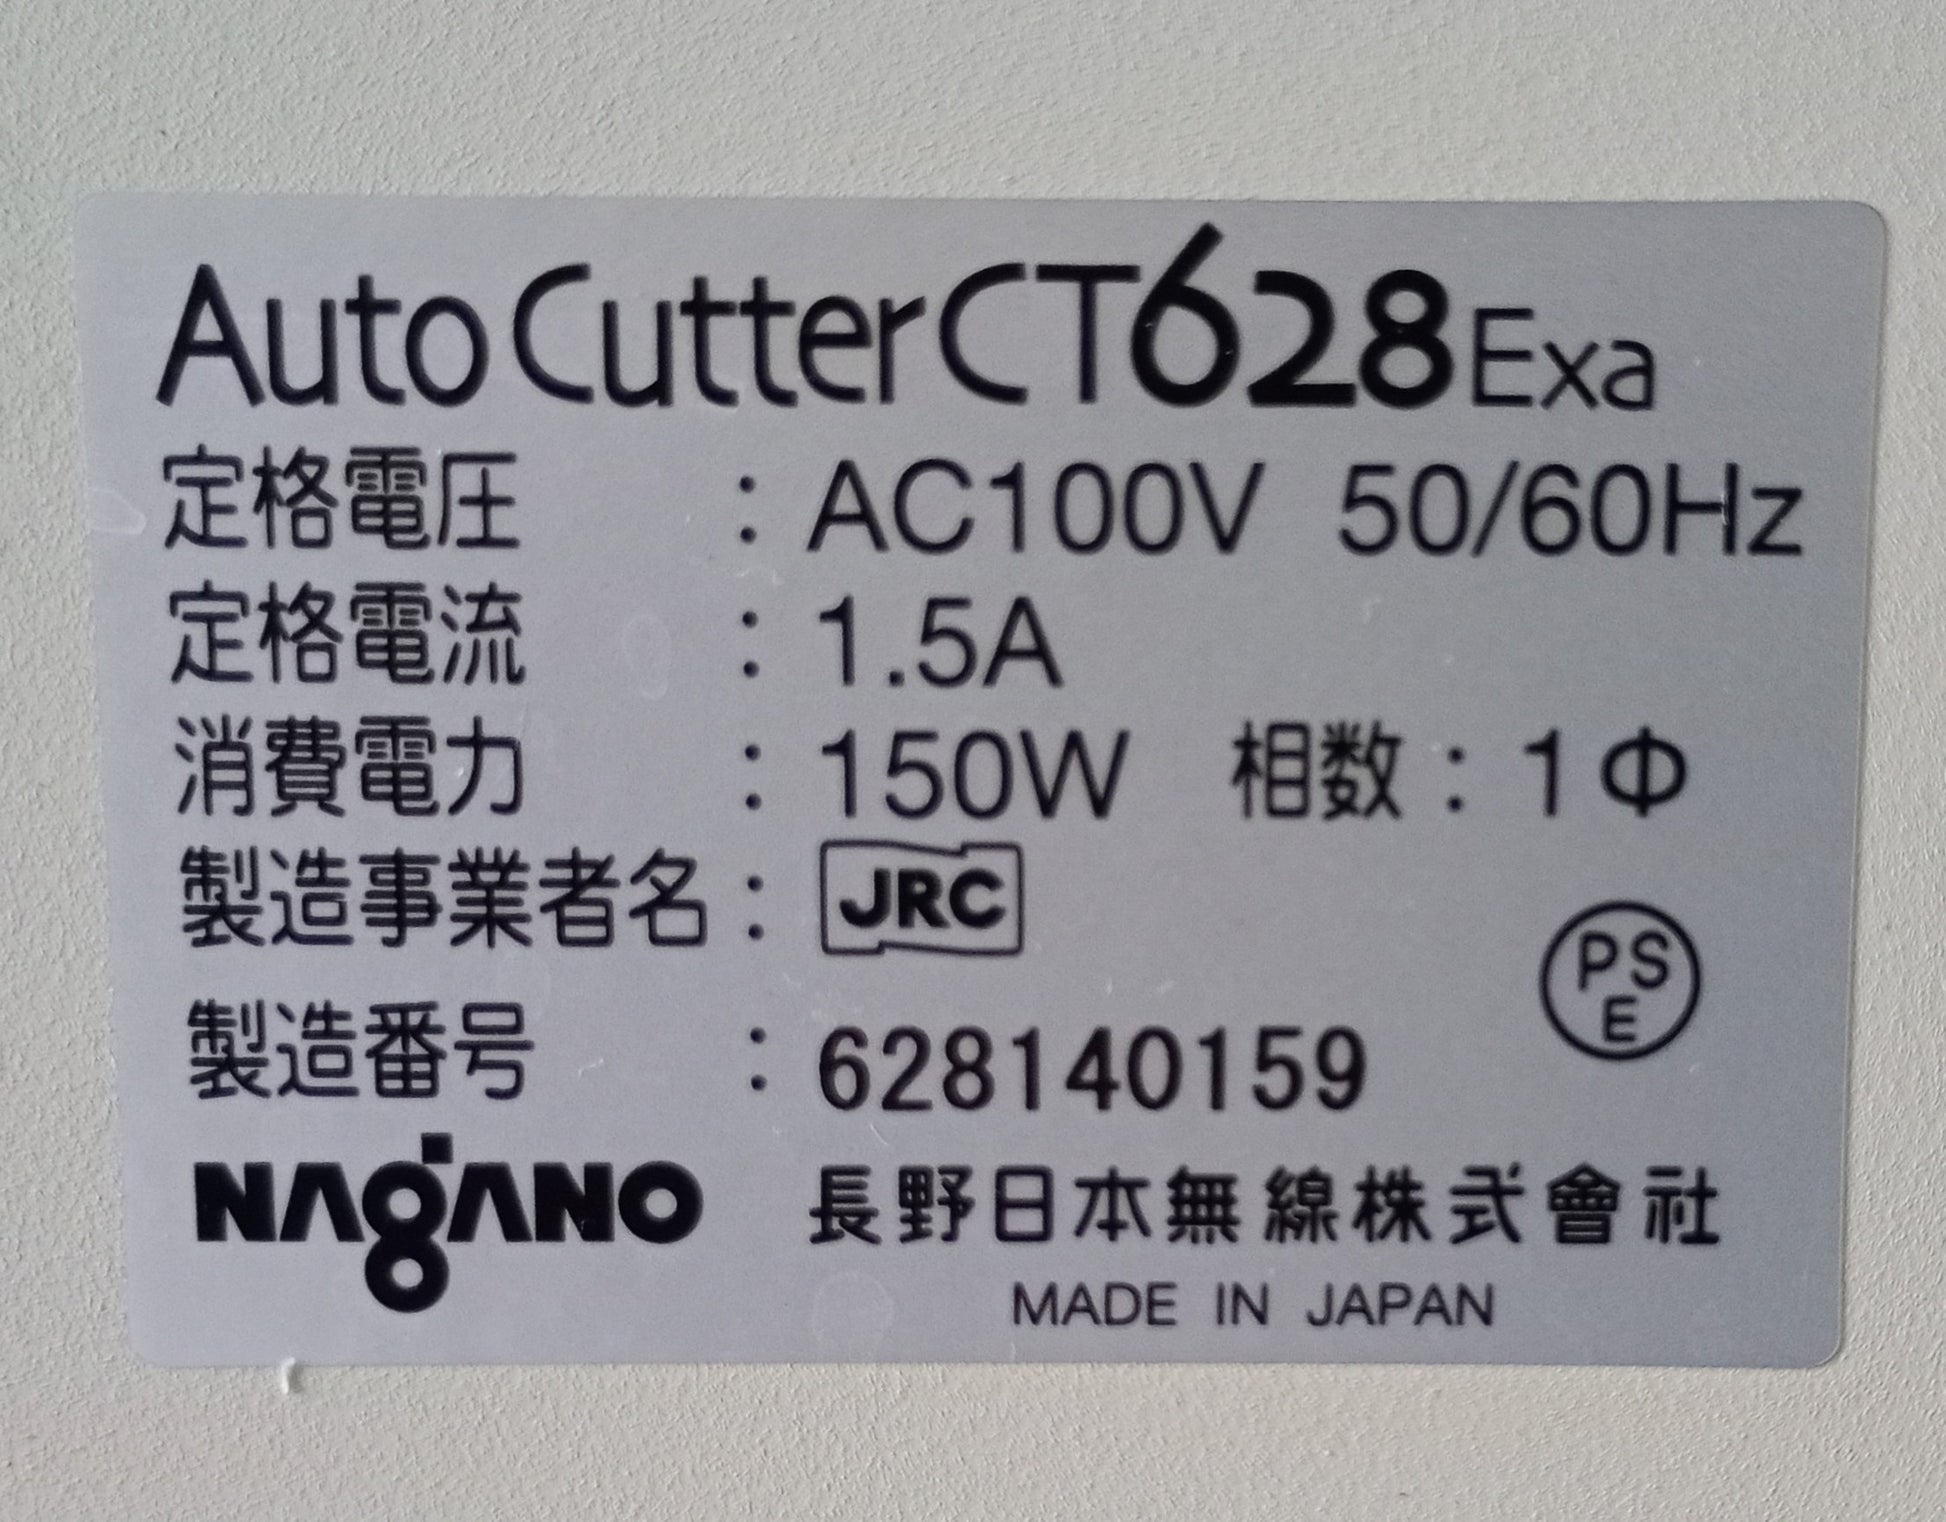 Auto Cutter CT628 Exa
定格電圧 : AC100V 50/60Hz
定格電流 : 1.5A
消費電力 : 150W 相数 : 1Φ
製造事業者名 : JRC
PS
E
製造番号 : 628140159
NAGANO 長野日本無線株式會社
MADE IN JAPAN